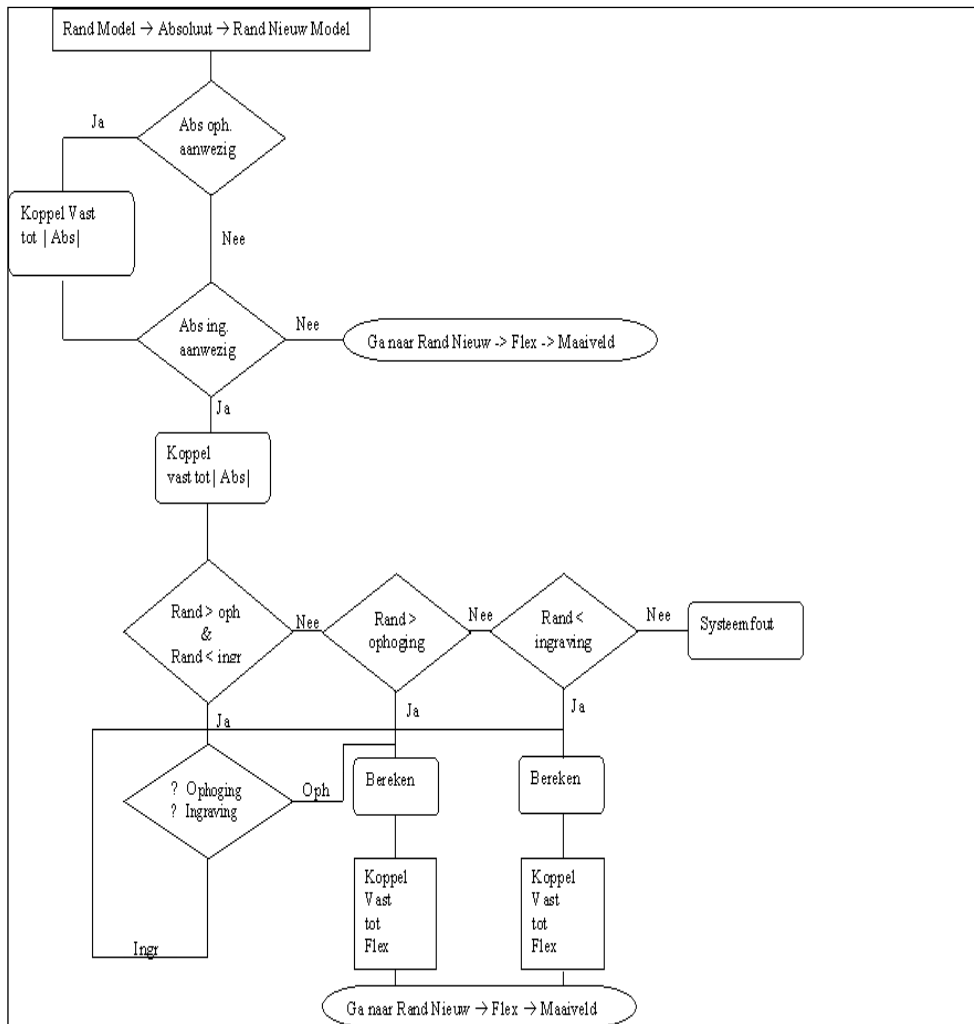 Rand Model → Absoluut → Rand Nieuw Model
Ja
Abs oph.
aanwezig
Koppel Vast
tot | Abs|
Nee
Abs ing.
aanwezig
Nee
Ga naar Rand Nieuw -> Flex -> Maaiveld
Ja
Koppel
vast tot | Abs|
Rand > oph
&
Rand < ingr
Nee
Rand >
ophoging
Nee
Rand <
ingraving
Nee
Systeemfout
Ja
Ja
Ja
? Ophoging
? Ingraving
Oph
Bereken
Bereken
Koppel
Vast
tot
Flex
Koppel
Vast
tot
Flex
Ingr
Ga naar Rand Nieuw → Flex → Maaiveld